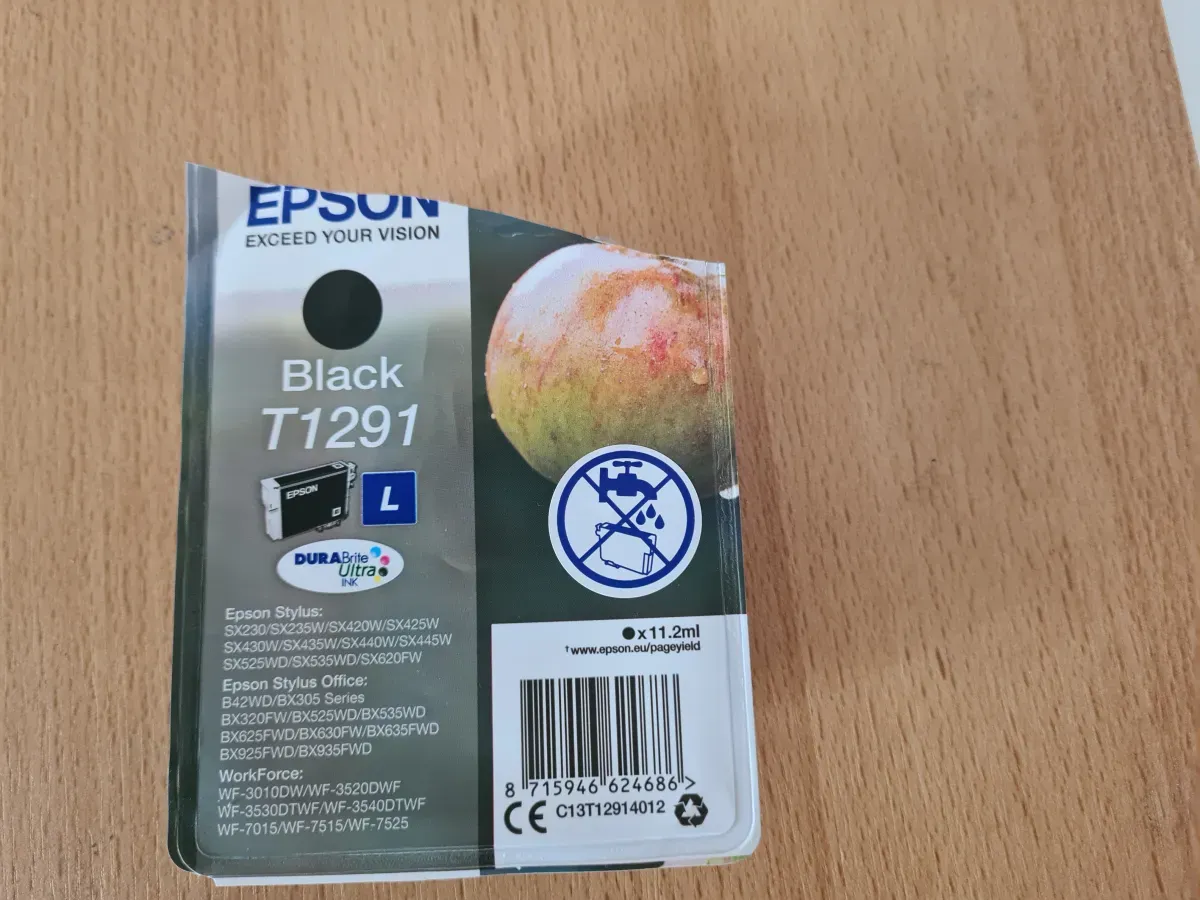 EPSON
EXCEED YOUR VISION
Black
T1291
EPSON
L
DURABrite
Ultra
INK
Epson Stylus:
SX230/SX235W/SX420W/SX425W
SX430W/SX435W/SX440W/SX445W
SX525WD/SX535WD/SX620FW
Epson Stylus Office:
B42WD/BX305 Series
BX320FW/BX525WD/BX535WD
BX625FWD/BX630FW/BX635FWD
BX925FWD/BX935FWD
WorkForce:
WF-3010DW/WF-3520DWF
WF-3530DTWF/WF-3540DTWF
WF-7015/WF-7515/WF-7525
x 11.2ml
†www.epson.eu/pageyield
8 715946 624686 >
CE C13T12914012